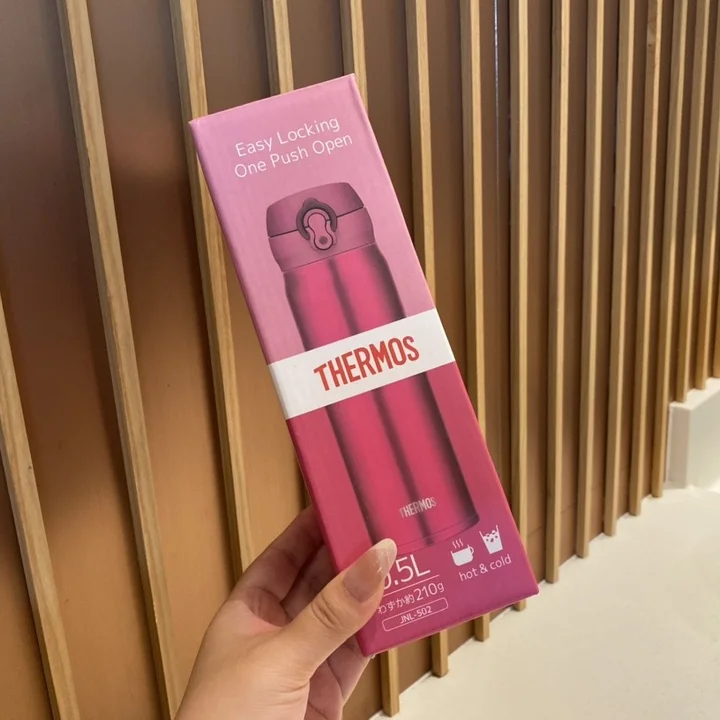 Easy Locking
One Push Open
THERMOS
THERMOS
.5L
わずか約210g
JNL-502
hot & cold